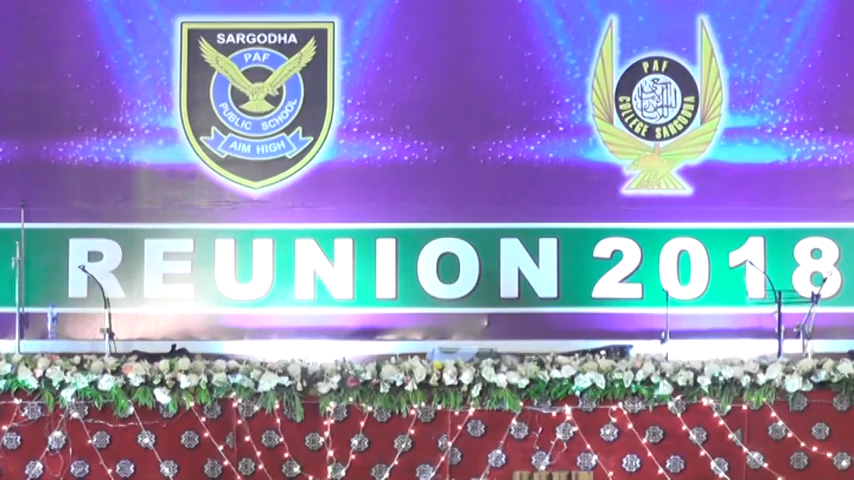 SARGODHA
PAF
PUBLIC SCHOOL
AIM HIGH
PAF
COLLEGE SARGODHA
REUNION 2018